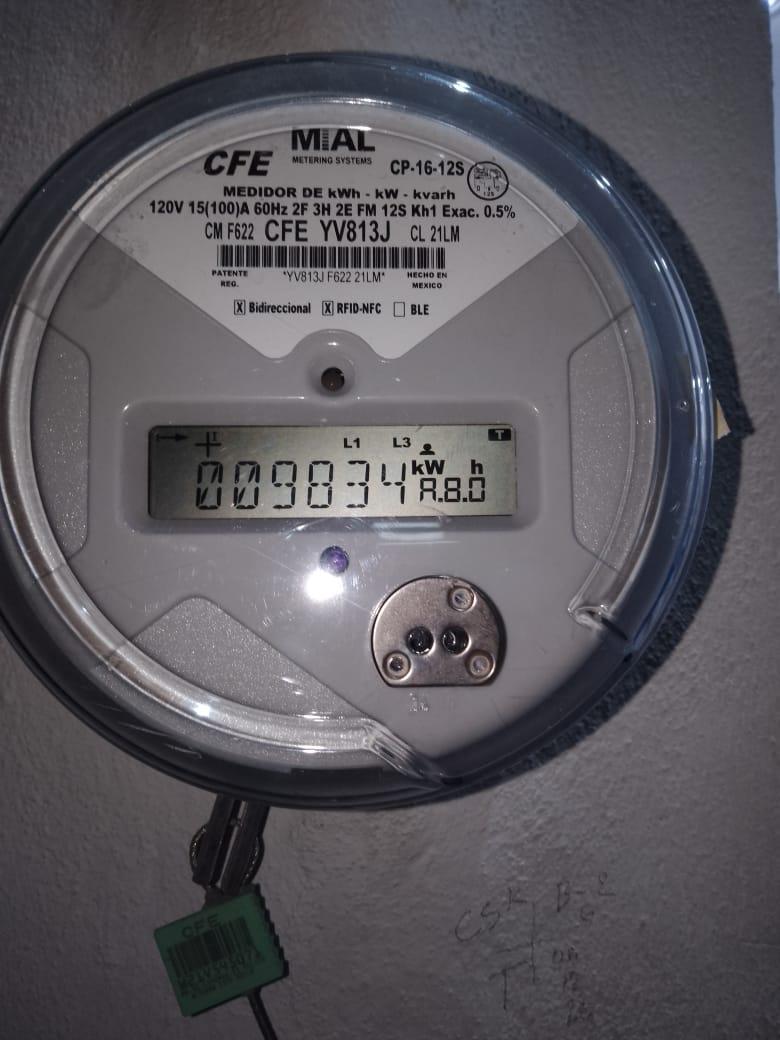 MIAL
METERING SYSTEMS
CFE
CP-16-12S
MEDIDOR DE kWh - kW - kvarh
120V 15(100)A 60Hz 2F 3H 2E FM 12S Kh1 Exac. 0.5%
CM F622 CFE YV813J CL 21LM
PATENTE REG.
*YV813J F622 21LM*
HECHO EN MEXICO
X Bidireccional X RFID-NFC BLE
L1 L3 T
009834 kW h
A.8.0
CFE